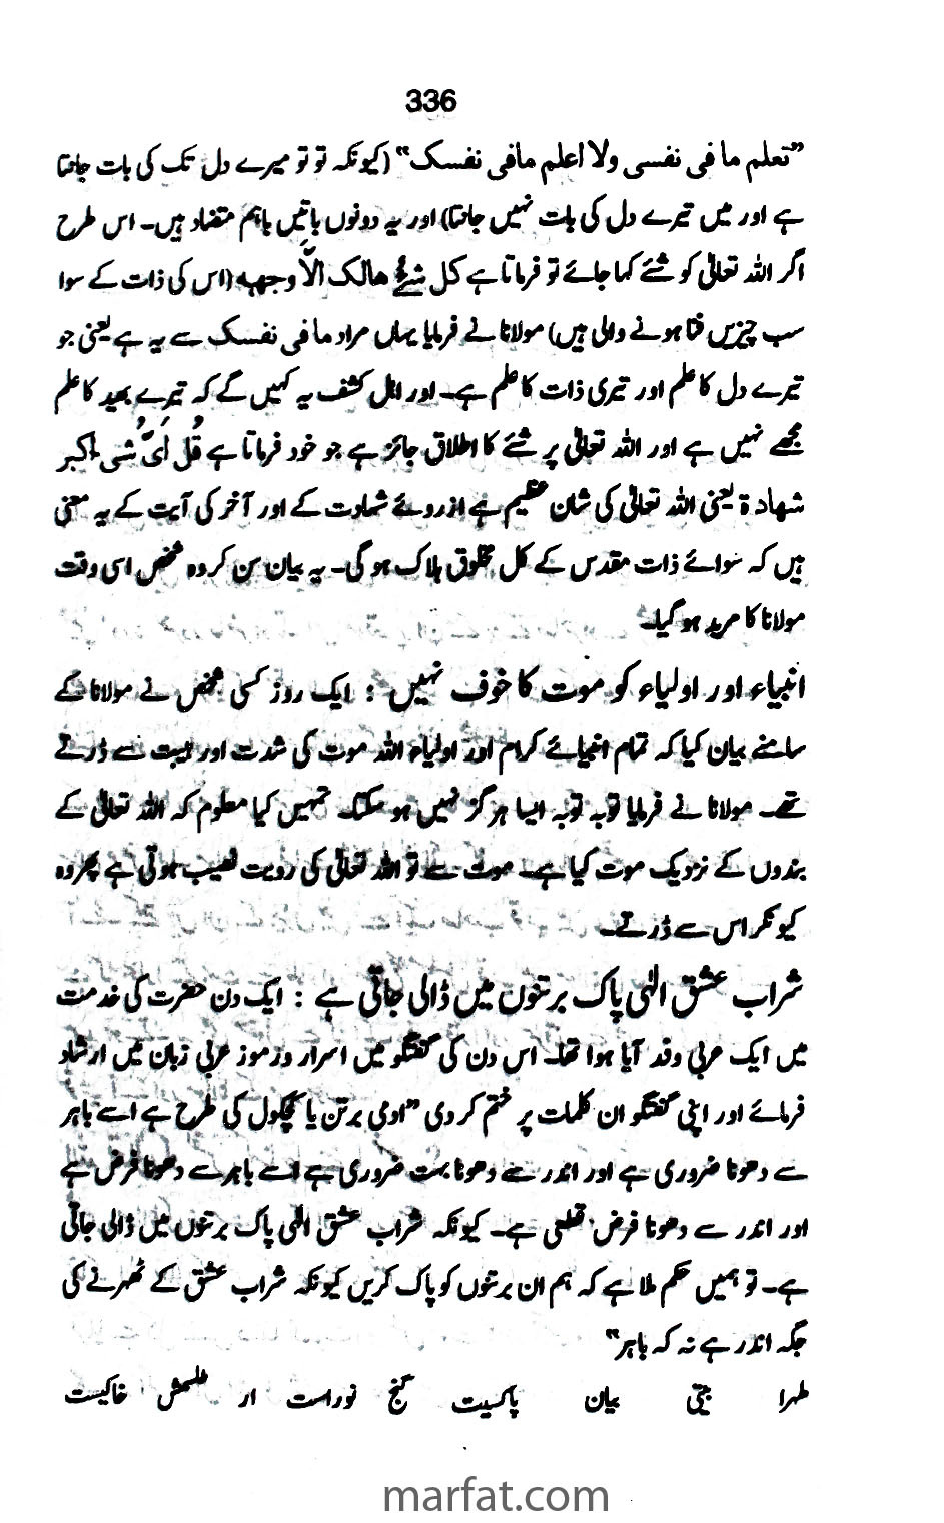 336
”تعلم ما فی نفسی ولا اعلم مافی نفسک“ (کیونکہ تو تو میرے دل تک کی بات جانتا
ہے اور میں تیرے دل کی بات نہیں جانتا) اور یہ دونوں باتیں باہم متضاد ہیں۔ اس طرح
اگر اللہ تعالیٰ کو شئے کہا جائے تو فرماتا ہے کل شئیٍ ھالک الاَّ وجھہ (اس کی ذات کے سوا
سب چیزیں فنا ہونے والی ہیں) مولانا نے فرمایا یہاں مراد ما فی نفسک سے یہ ہے یعنی جو
تیرے دل کا علم اور تیری ذات کا علم ہے۔ اور اہل کشف یہ کہیں گے کہ تیرے بھید کا علم
مجھے نہیں ہے اور اللہ تعالیٰ پر شئے کا اطلاق جائز ہے جو خود فرماتا ہے قُل اَیُّ شی اکبر
شھادۃ یعنی اللہ تعالیٰ کی شان عظیم ہے ازروئے شہادت کے اور آخر کی آیت کے یہ معنی
ہیں کہ سوائے ذات مقدس کے کل مخلوق ہلاک ہو گی۔ یہ بیان سن کر وہ شخص اسی وقت
مولانا کا مرید ہو گیا۔
انبیاء اور اولیاء کو موت کا خوف نہیں : ایک روز کسی شخص نے مولانا کے
سامنے بیان کیا کہ تمام انبیائے کرام اور اولیاء اللہ موت کی شدت اور ہیبت سے ڈرتے
تھے۔ مولانا نے فرمایا توبہ توبہ ایسا ہرگز نہیں ہو سکتا۔ تمہیں کیا معلوم کہ اللہ تعالیٰ کے
بندوں کے نزدیک موت کیا ہے۔ موت سے تو اللہ تعالیٰ کی رویت نصیب ہوتی ہے پھر وہ
کیونکر اس سے ڈرتے۔
شراب عشق الٰہی پاک برتنوں میں ڈالی جاتی ہے : ایک دن حضرت کی خدمت
میں ایک عربی وفد آیا ہوا تھا۔ اس دن کی گفتگو میں اسرار و رموز عربی زبان میں ارشاد
فرمائے اور اپنی گفتگو ان کلمات پر ختم کر دی ”ادمی برتن یا کچکول کی طرح ہے اسے باہر
سے دھونا ضروری ہے اور اندر سے دھونا بہت ضروری ہے اسے باہر سے دھونا فرض ہے
اور اندر سے دھونا فرض قطعی ہے۔ کیونکہ شراب عشق الٰہی پاک برتنوں میں ڈالی جاتی
ہے۔ تو ہمیں حکم ملا ہے کہ ہم ان برتنوں کو پاک کریں کیونکہ شراب عشق کے ٹھہرنے کی
جگہ اندر ہے نہ کہ باہر“
طہرا بیتی بیان پاکیست گنج نور است ار طلسمش خاکیست
marfat.com